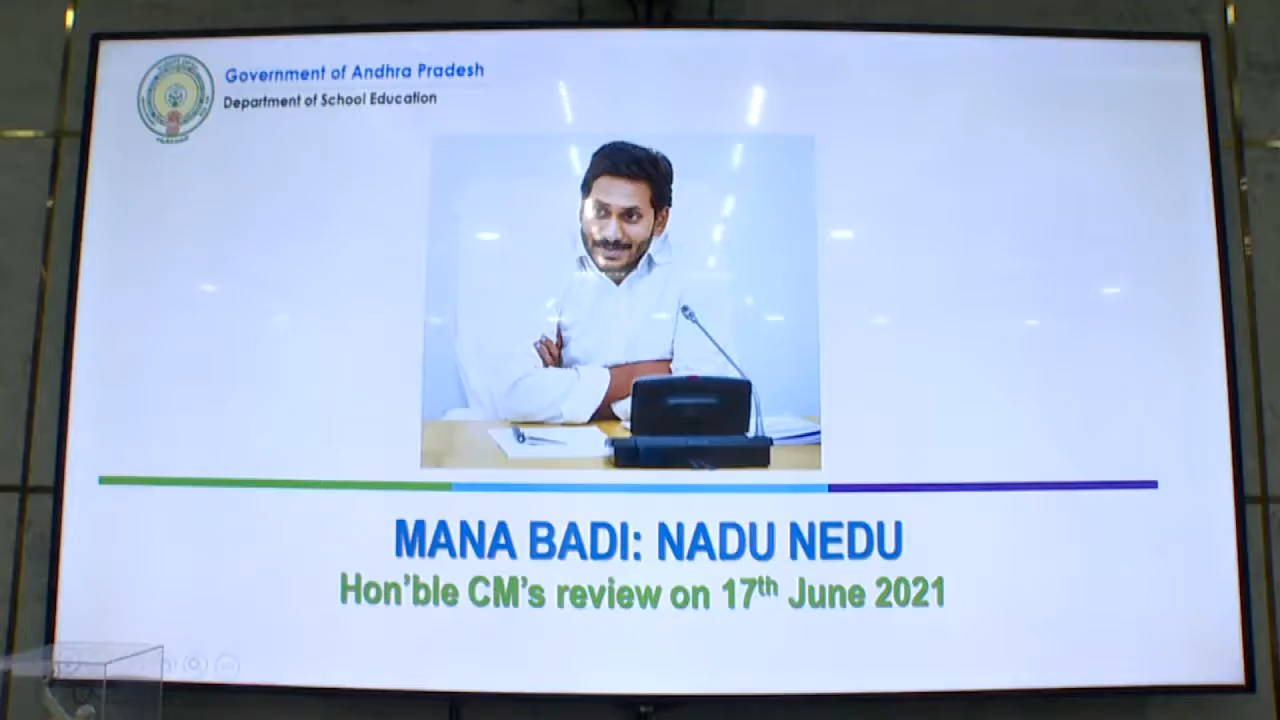 Government of Andhra Pradesh
Department of School Education
MANA BADI: NADU NEDU
Hon'ble CM's review on 17th June 2021